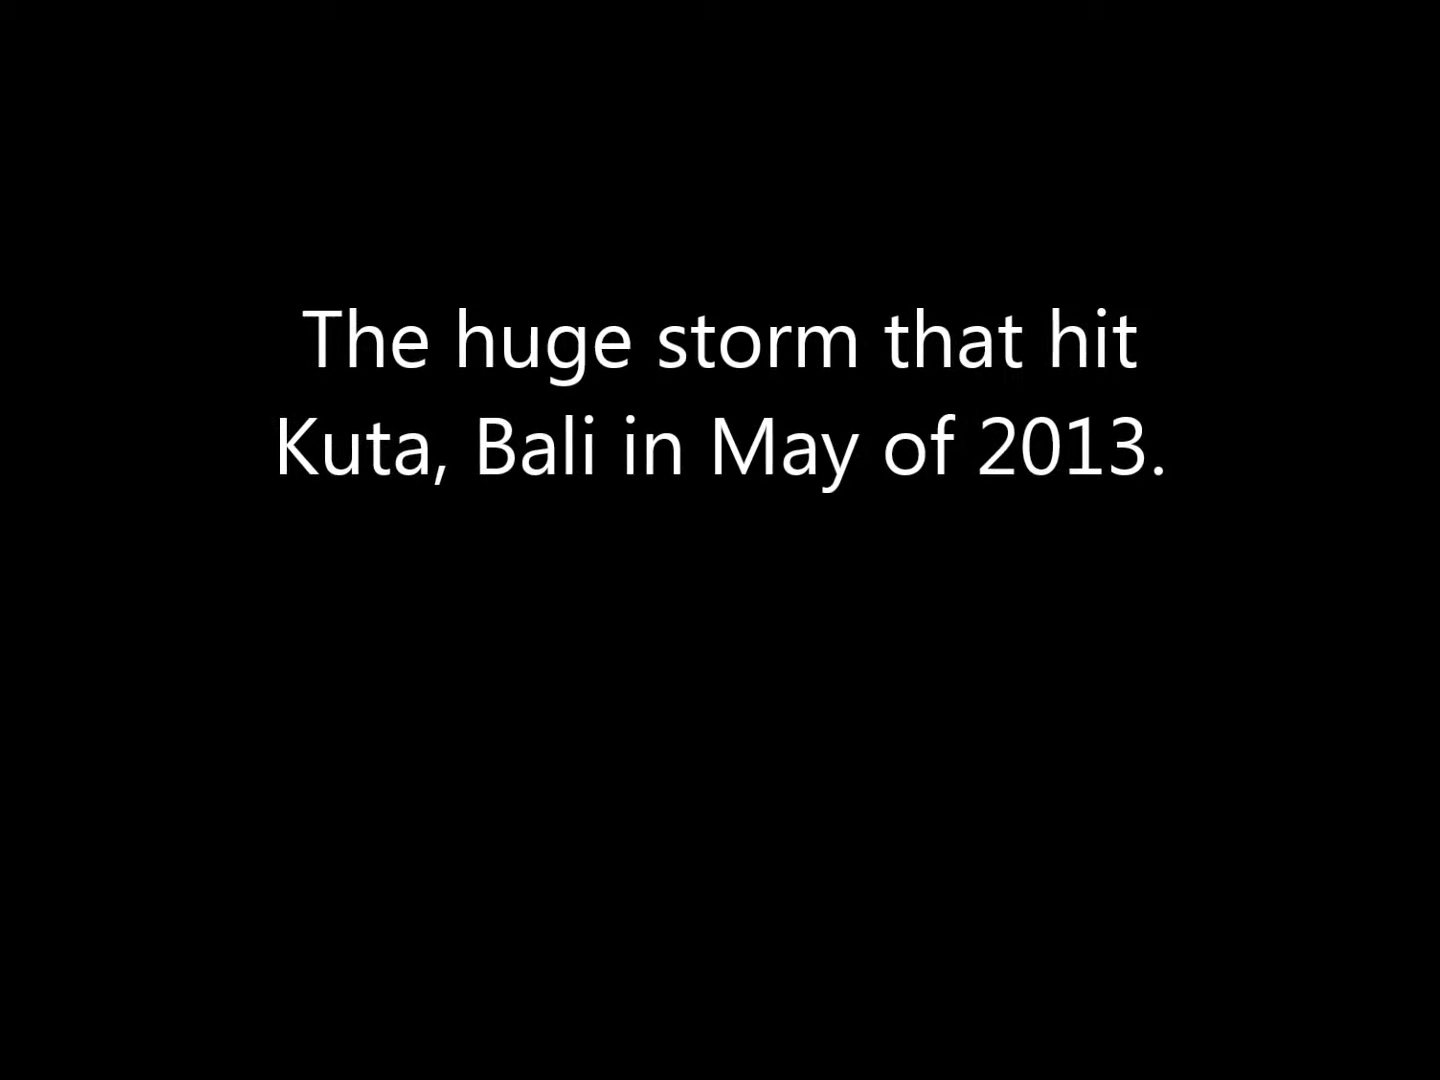 The huge storm that hit
Kuta, Bali in May of 2013.